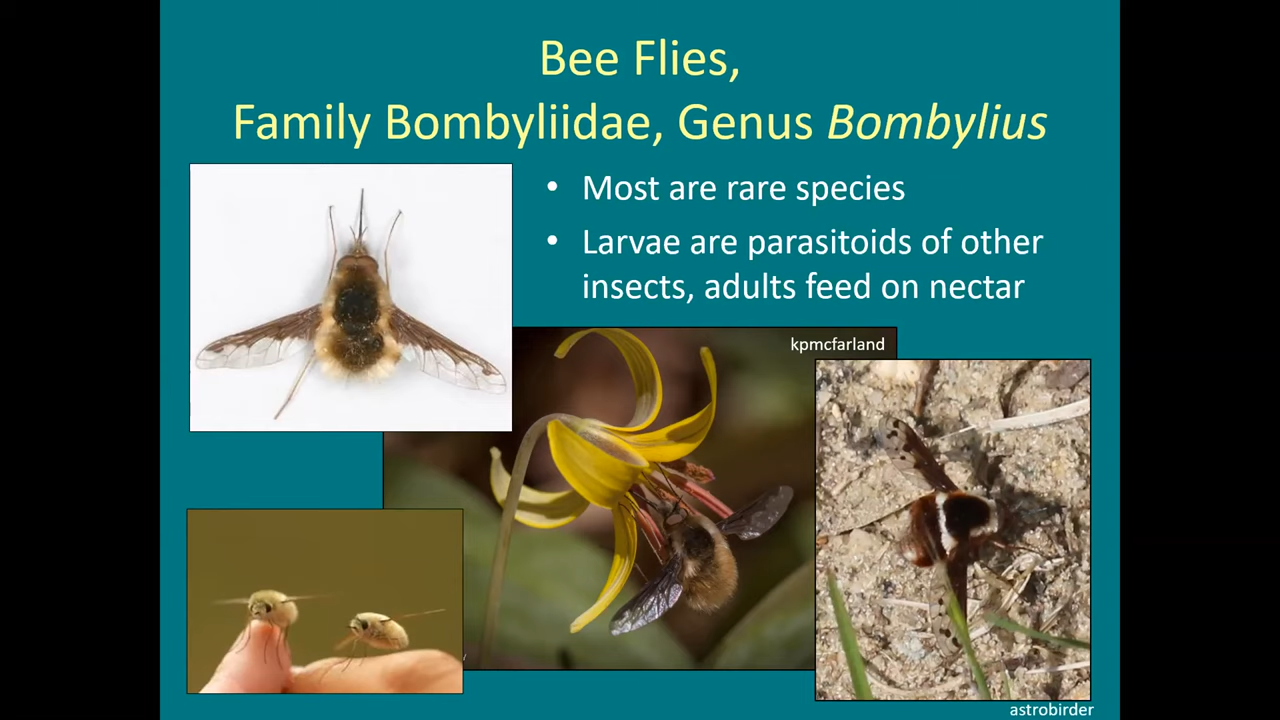 Bee Flies,
Family Bombyliidae, Genus Bombylius
• Most are rare species
• Larvae are parasitoids of other
insects, adults feed on nectar
kpmcfarland
astrobirder